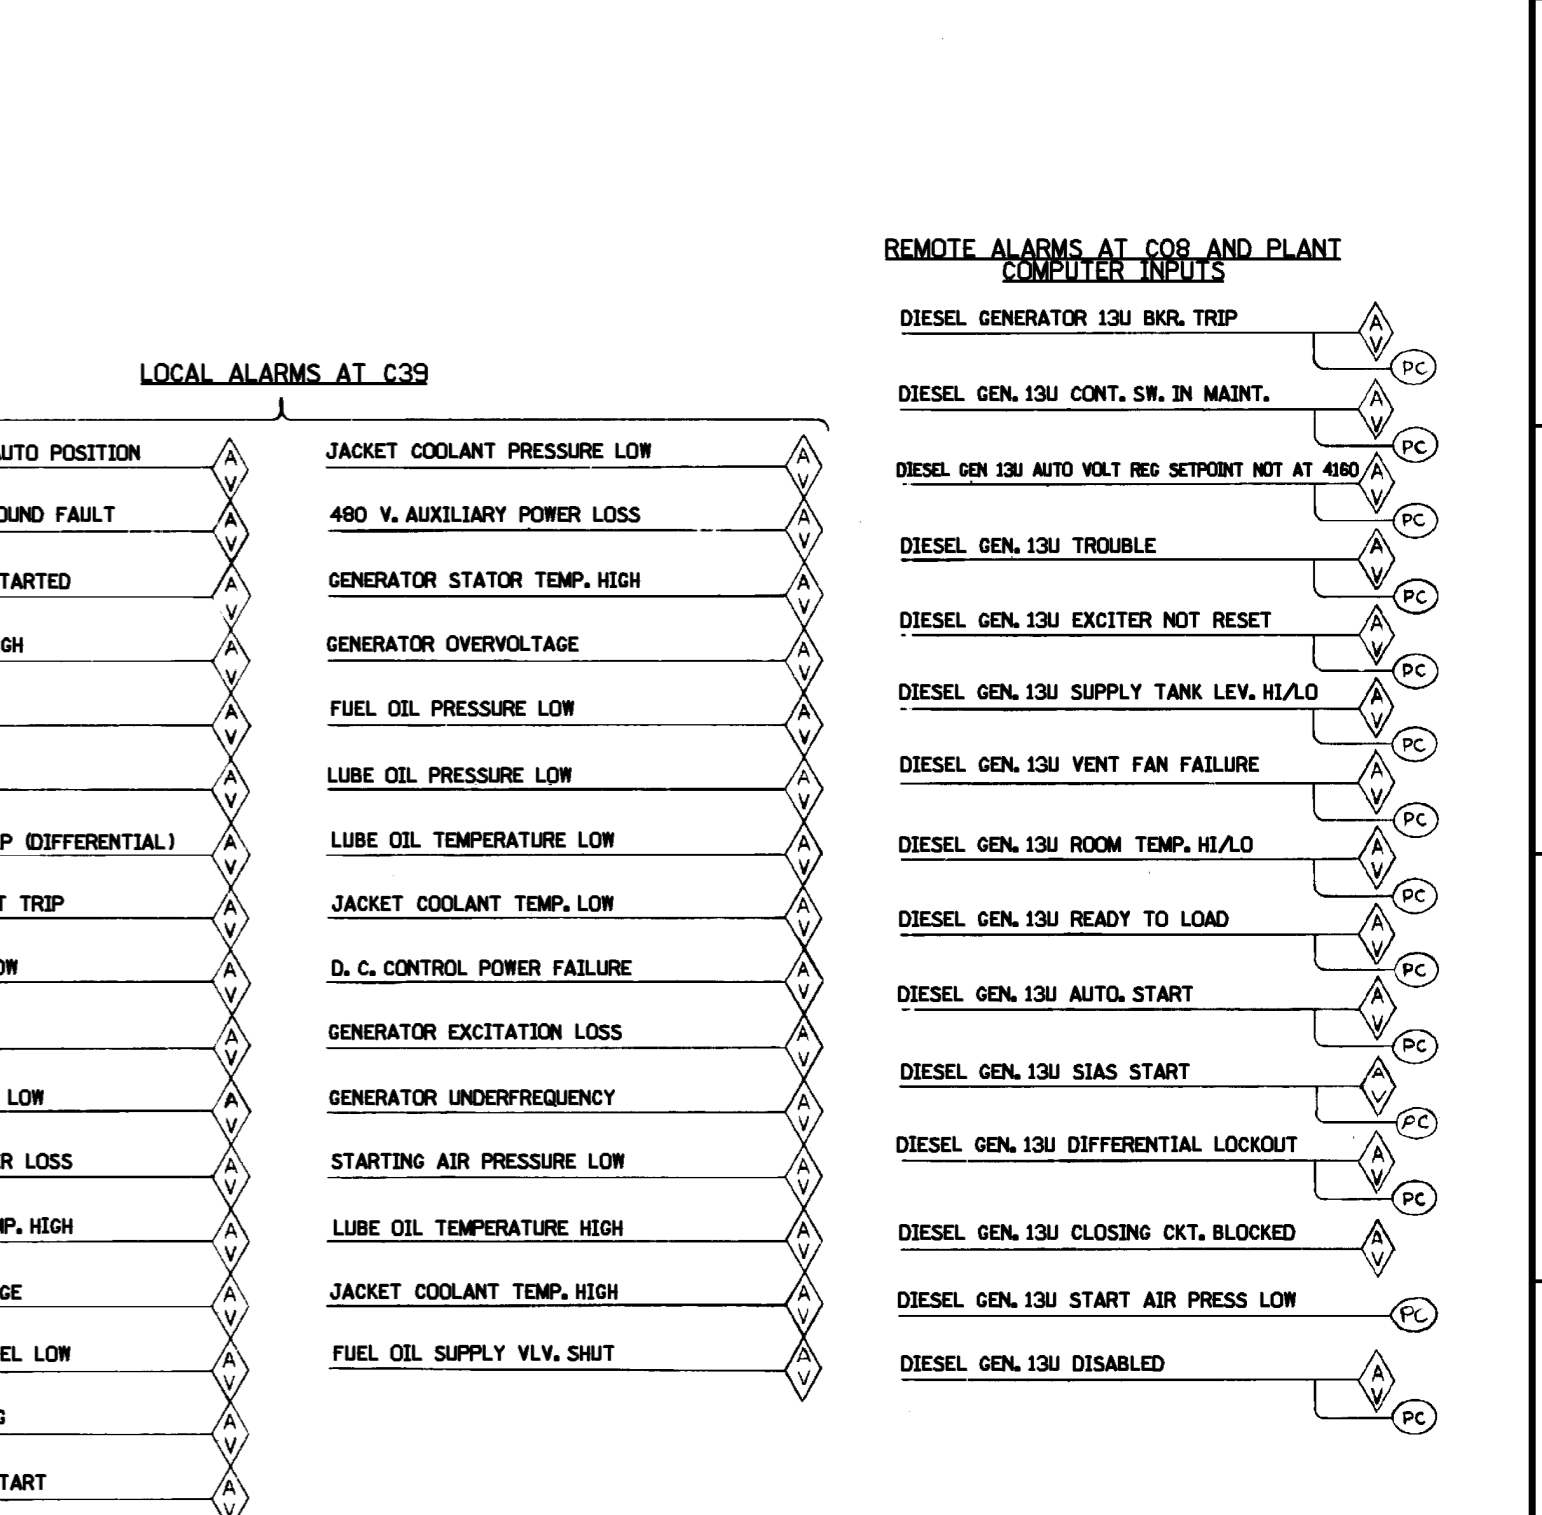 REMOTE ALARMS AT C08 AND PLANT
COMPUTER INPUTS
LOCAL ALARMS AT C39
AUTO POSITION
A
V
OUND FAULT
A
V
TARTED
A
V
GH
A
V
A
V
A
V
P (DIFFERENTIAL)
A
V
T TRIP
A
V
OW
A
V
A
V
LOW
A
V
R LOSS
A
V
MP. HIGH
A
V
GE
A
V
EL LOW
A
V
G
A
V
TART
A
V
JACKET COOLANT PRESSURE LOW
A
V
480 V. AUXILIARY POWER LOSS
A
V
GENERATOR STATOR TEMP. HIGH
A
V
GENERATOR OVERVOLTAGE
A
V
FUEL OIL PRESSURE LOW
A
V
LUBE OIL PRESSURE LOW
A
V
LUBE OIL TEMPERATURE LOW
A
V
JACKET COOLANT TEMP. LOW
A
V
D. C. CONTROL POWER FAILURE
A
V
GENERATOR EXCITATION LOSS
A
V
GENERATOR UNDERFREQUENCY
A
V
STARTING AIR PRESSURE LOW
A
V
LUBE OIL TEMPERATURE HIGH
A
V
JACKET COOLANT TEMP. HIGH
A
V
FUEL OIL SUPPLY VLV. SHUT
A
V
DIESEL GENERATOR 13U BKR. TRIP
A
V
PC
DIESEL GEN. 13U CONT. SW. IN MAINT.
A
V
PC
DIESEL GEN 13U AUTO VOLT REG SETPOINT NOT AT 4160
A
V
PC
DIESEL GEN. 13U TROUBLE
A
V
PC
DIESEL GEN. 13U EXCITER NOT RESET
A
V
PC
DIESEL GEN. 13U SUPPLY TANK LEV. HI/LO
A
V
PC
DIESEL GEN. 13U VENT FAN FAILURE
A
V
PC
DIESEL GEN. 13U ROOM TEMP. HI/LO
A
V
PC
DIESEL GEN. 13U READY TO LOAD
A
V
PC
DIESEL GEN. 13U AUTO. START
A
V
PC
DIESEL GEN. 13U SIAS START
A
V
PC
DIESEL GEN. 13U DIFFERENTIAL LOCKOUT
A
V
PC
DIESEL GEN. 13U CLOSING CKT. BLOCKED
A
V
DIESEL GEN. 13U START AIR PRESS LOW
PC
DIESEL GEN. 13U DISABLED
A
V
PC